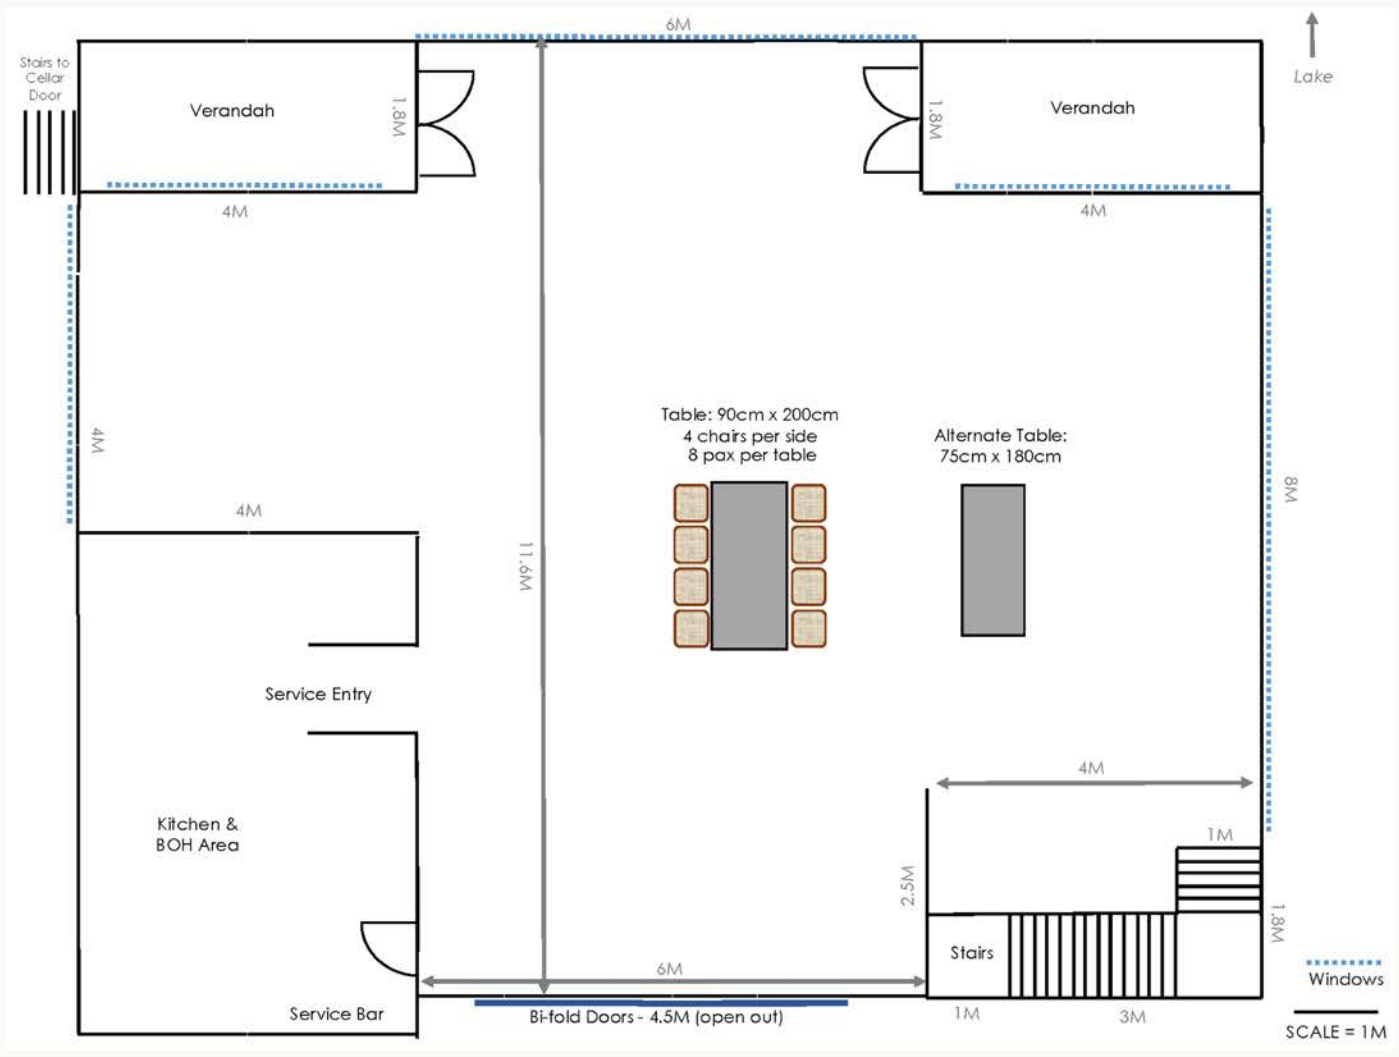 6M
Lake
Stairs to
Cellar
Door
Verandah
1.8M
1.8M
Verandah
4M
4M
4M
4M
Table: 90cm x 200cm
4 chairs per side
8 pax per table
Alternate Table:
75cm x 180cm
8M
11.6M
Service Entry
4M
Kitchen &
BOH Area
1M
2.5M
1.8M
Stairs
6M
Windows
Service Bar
Bi-fold Doors - 4.5M (open out)
1M
3M
SCALE = 1M